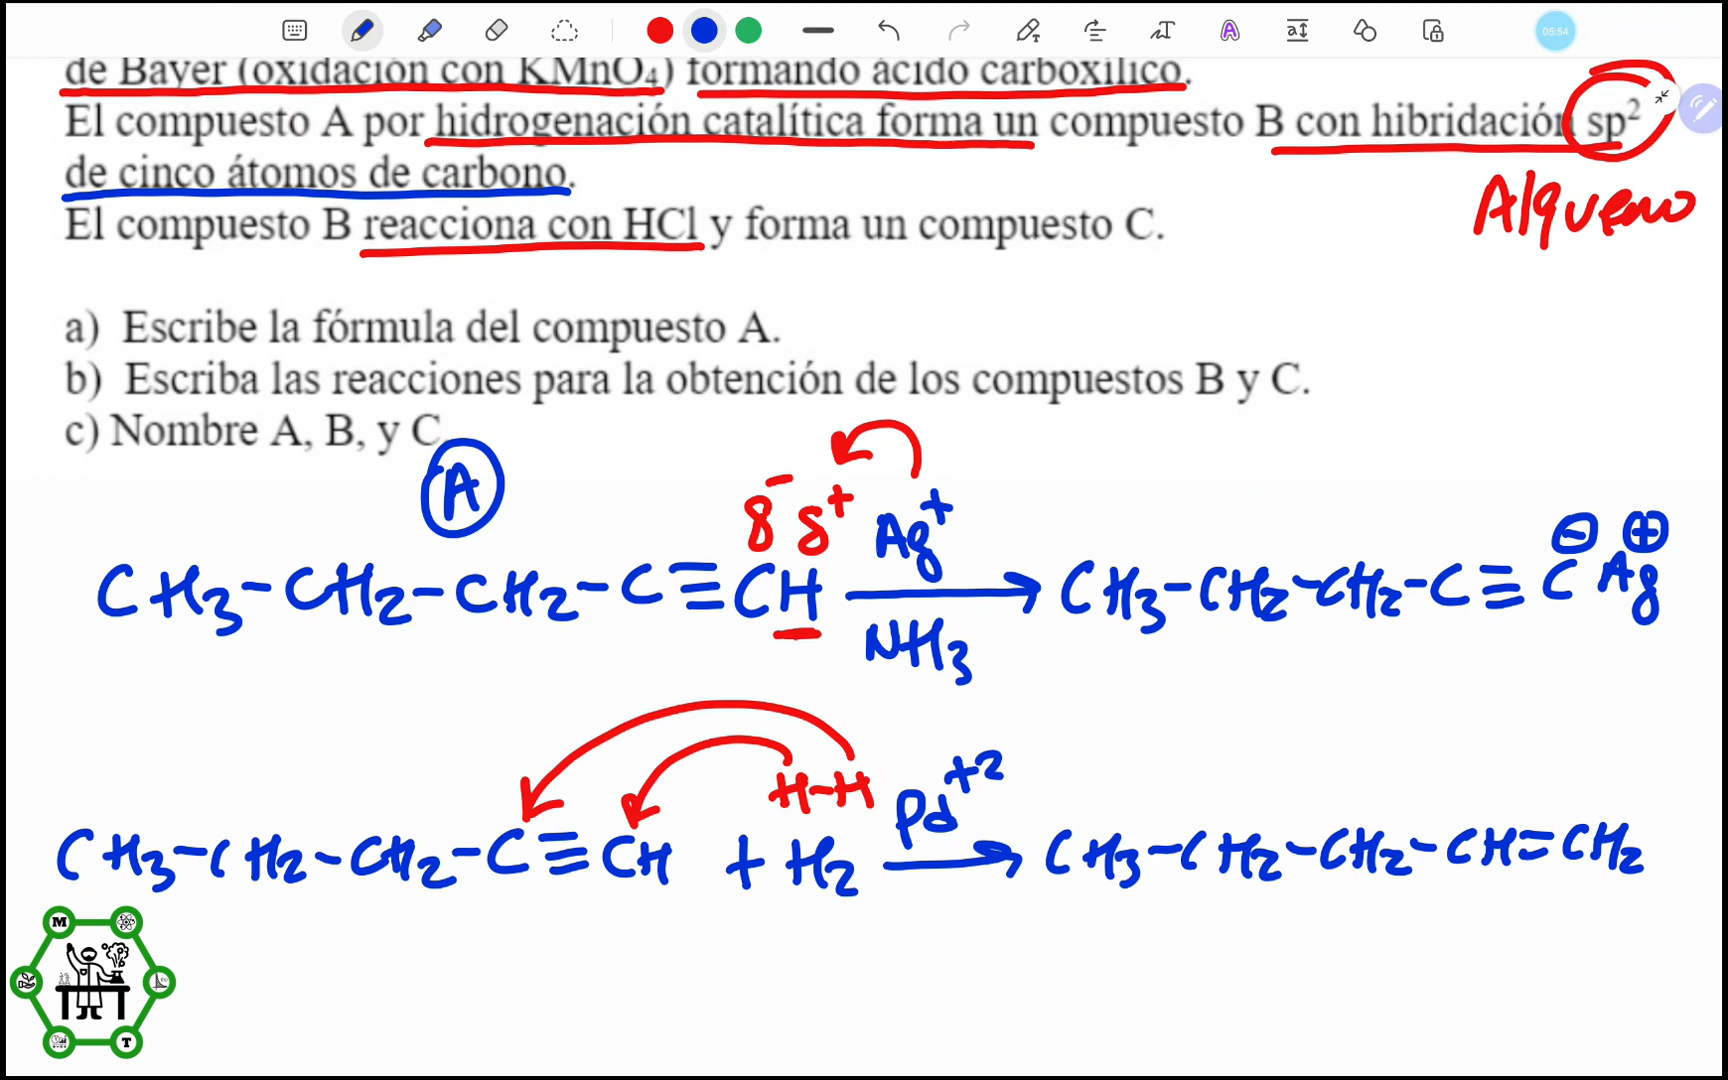 05:54
de Bayer (oxidación con KMnO₄) formando ácido carboxílico.
El compuesto A por hidrogenación catalítica forma un compuesto B con hibridación sp²
de cinco átomos de carbono.
Alqueno
El compuesto B reacciona con HCl y forma un compuesto C.
a) Escribe la fórmula del compuesto A.
b) Escriba las reacciones para la obtención de los compuestos B y C.
c) Nombre A, B, y C.
A
δ⁻ δ⁺ Ag⁺ ⊖ ⊕
CH₃-CH₂-CH₂-C≡CH → CH₃-CH₂-CH₂-C≡C Ag
NH₃
H-H Pd⁺²
CH₃-CH₂-CH₂-C≡CH + H₂ → CH₃-CH₂-CH₂-CH=CH₂
M
T